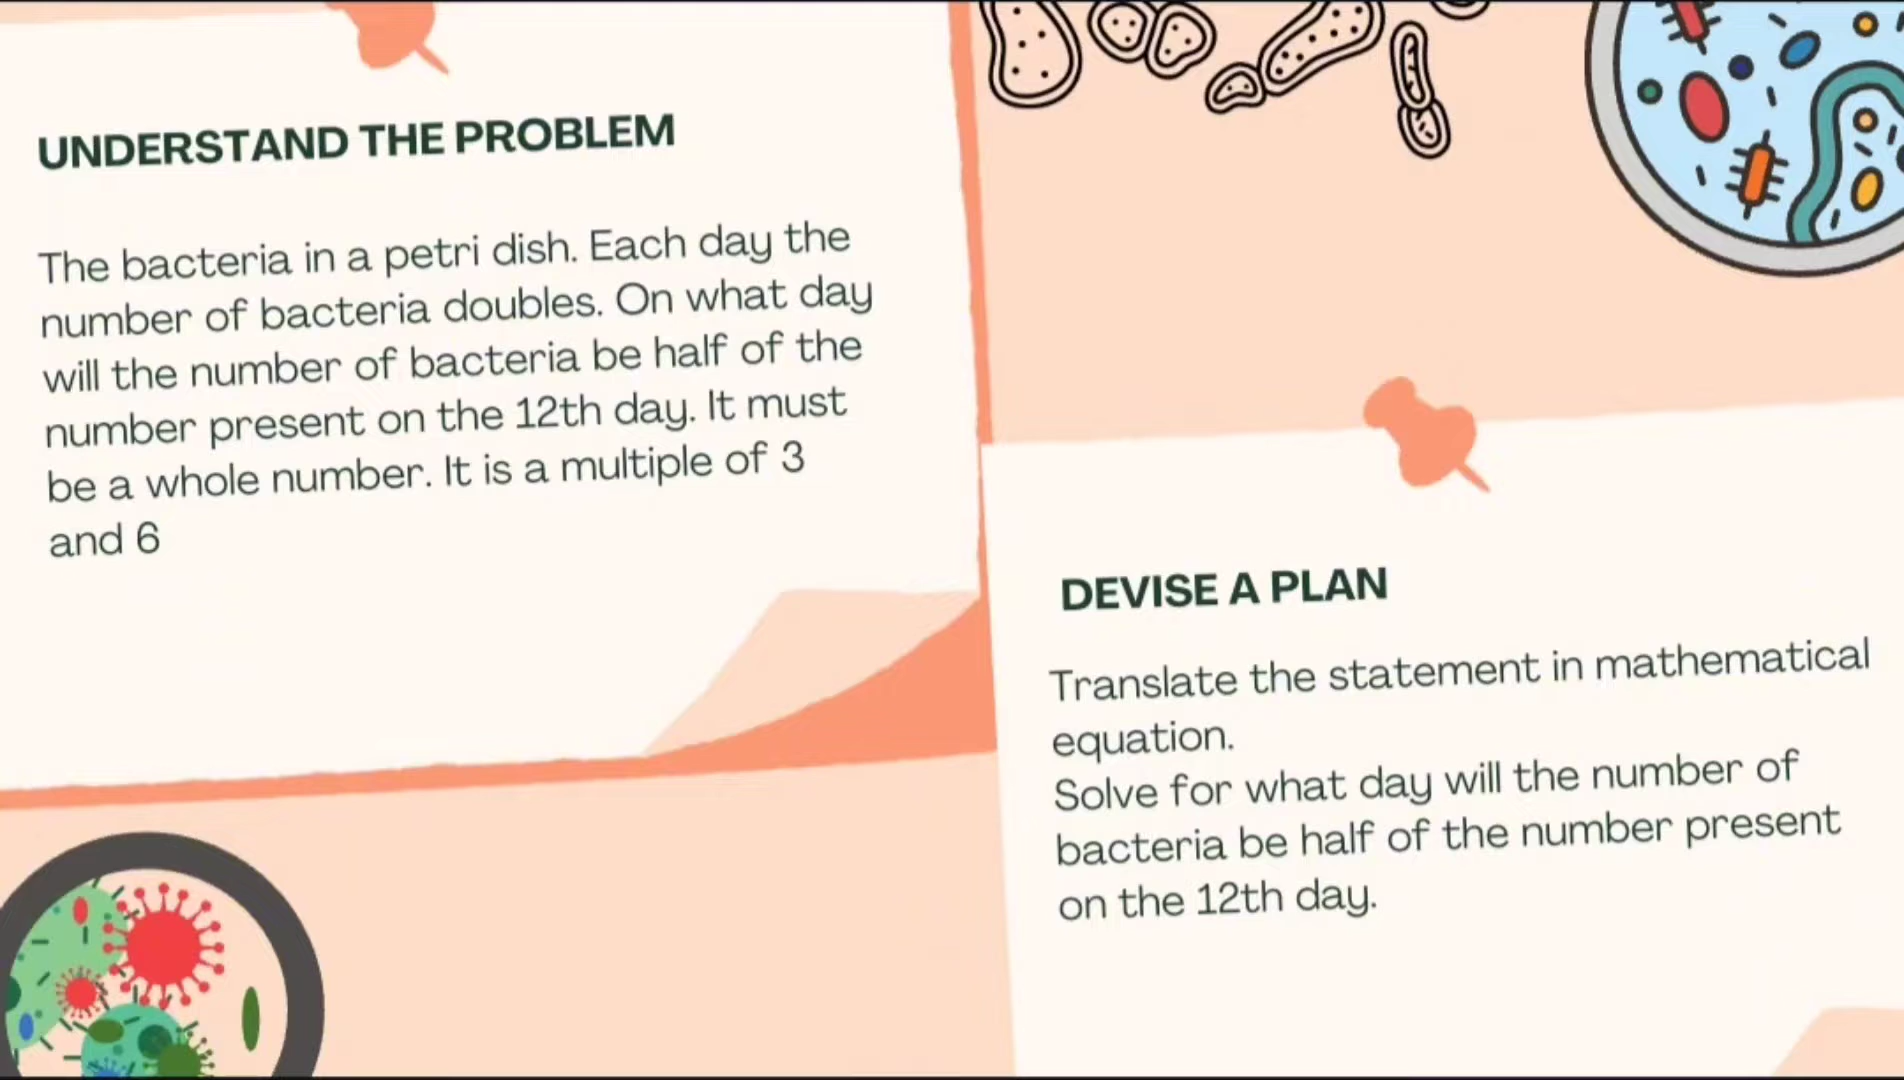 UNDERSTAND THE PROBLEM
The bacteria in a petri dish. Each day the
number of bacteria doubles. On what day
will the number of bacteria be half of the
number present on the 12th day. It must
be a whole number. It is a multiple of 3
and 6
DEVISE A PLAN
Translate the statement in mathematical
equation.
Solve for what day will the number of
bacteria be half of the number present
on the 12th day.